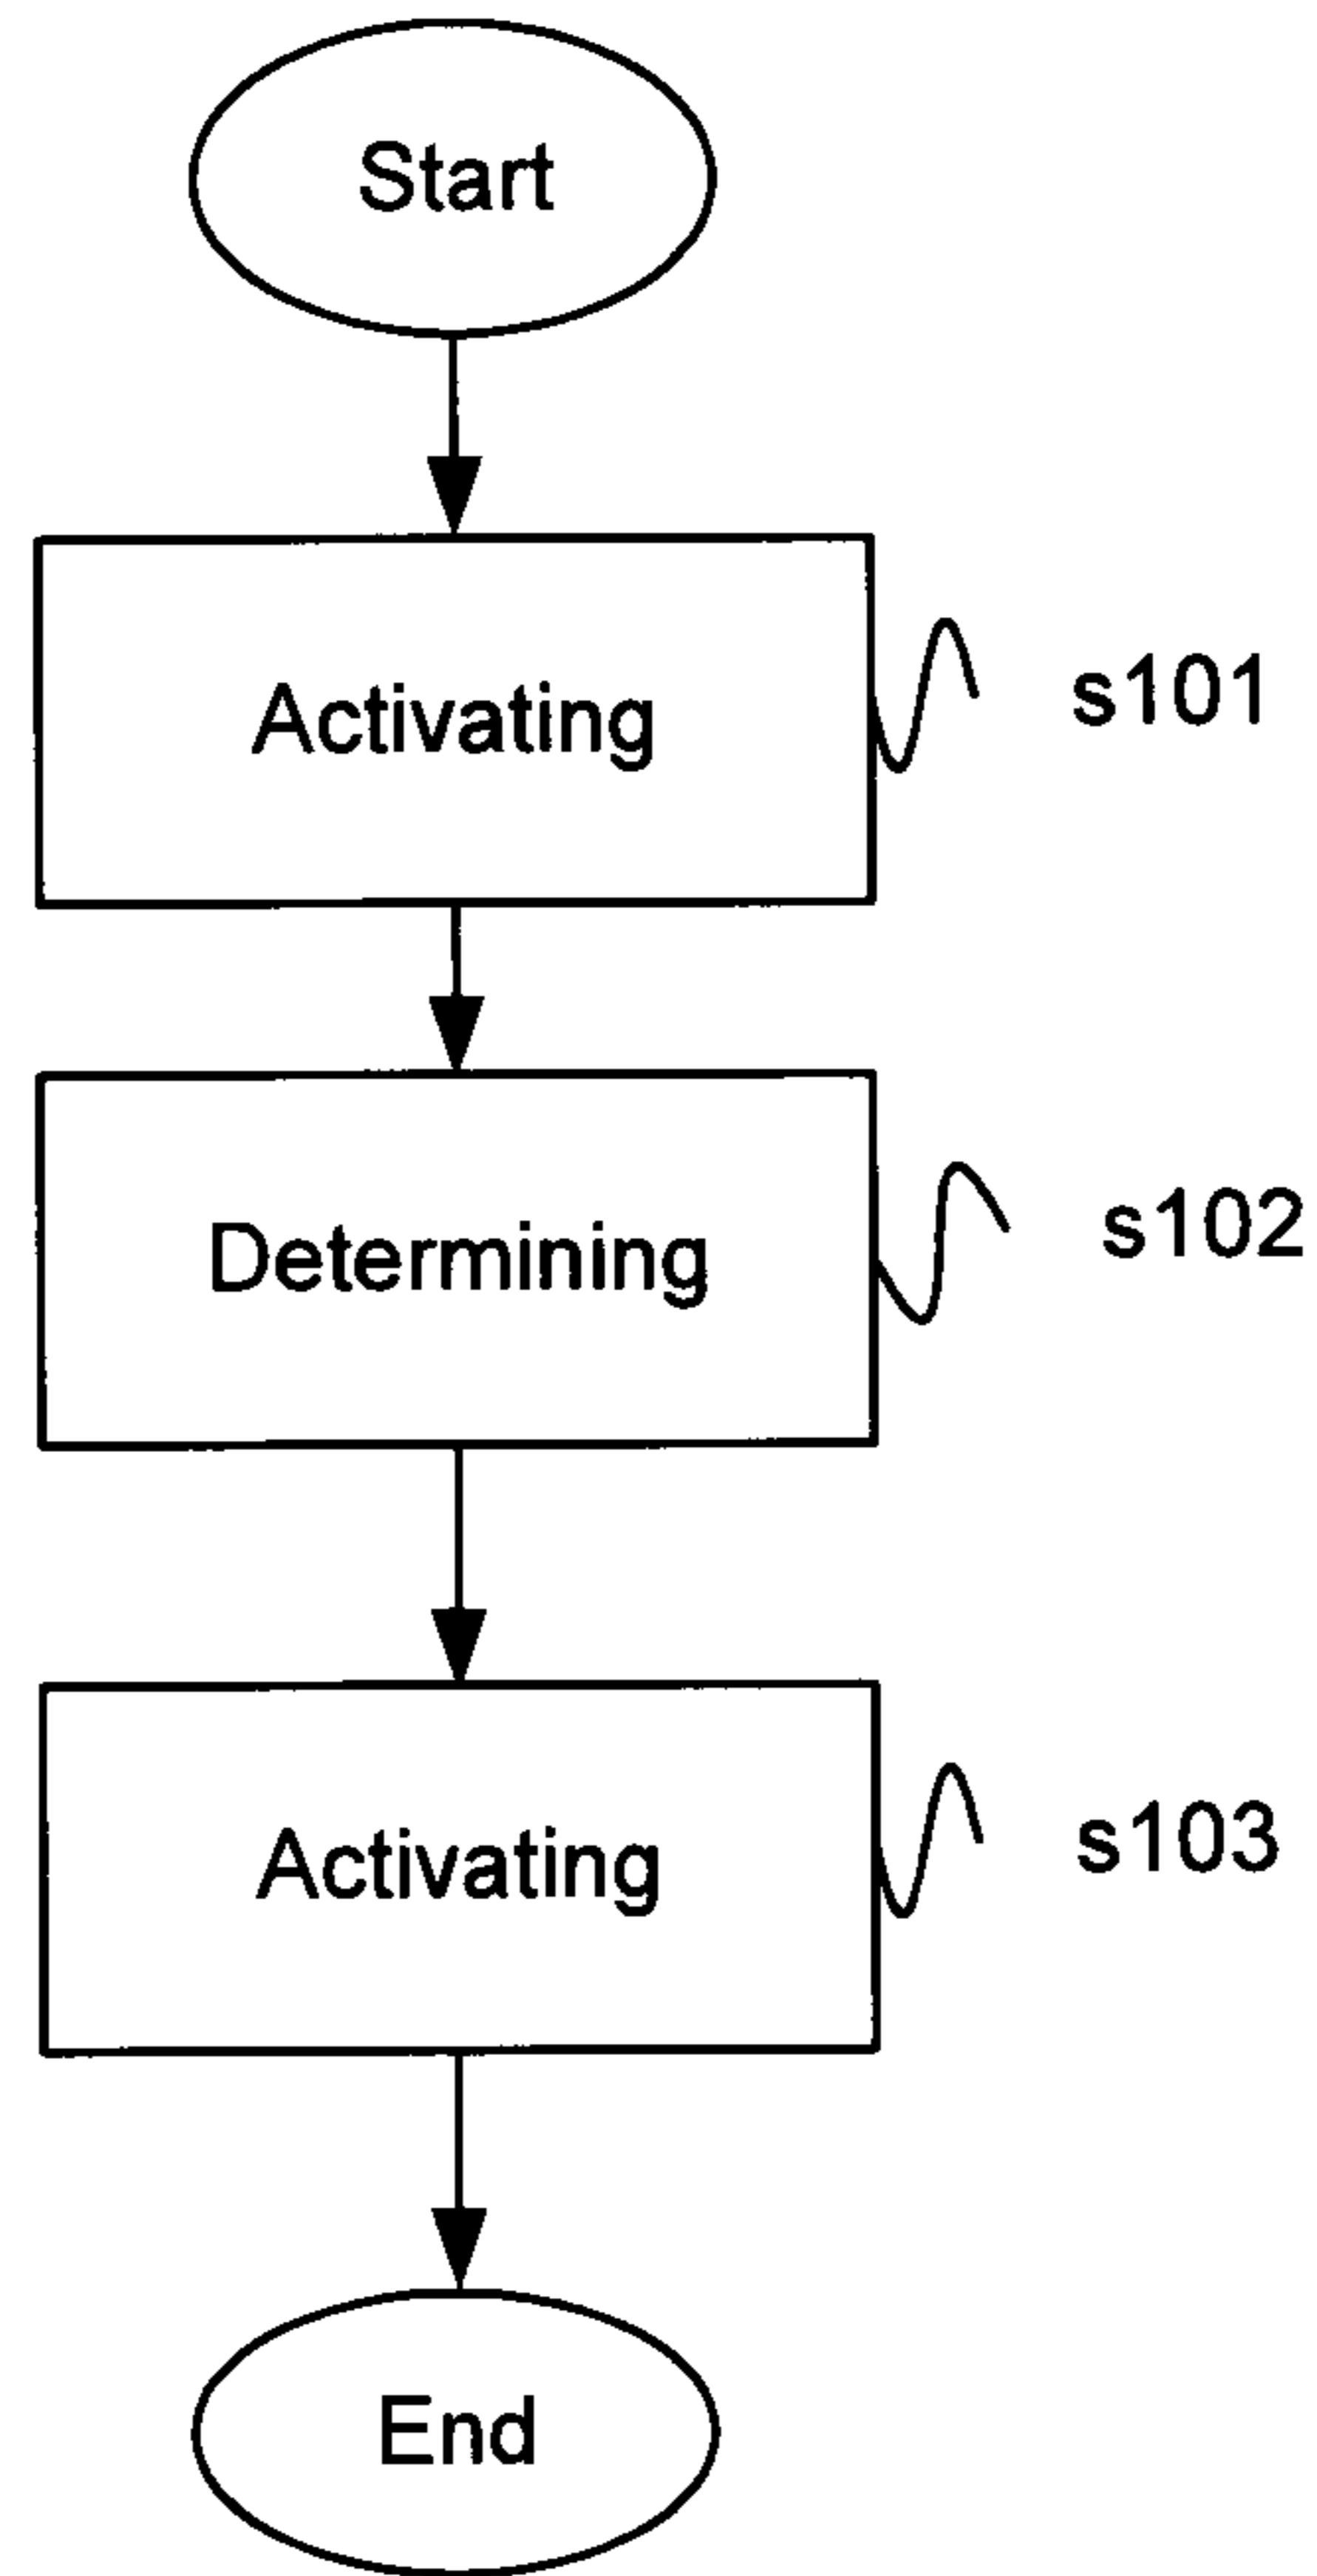 Start
Activating
s101
Determining
s102
Activating
s103
End